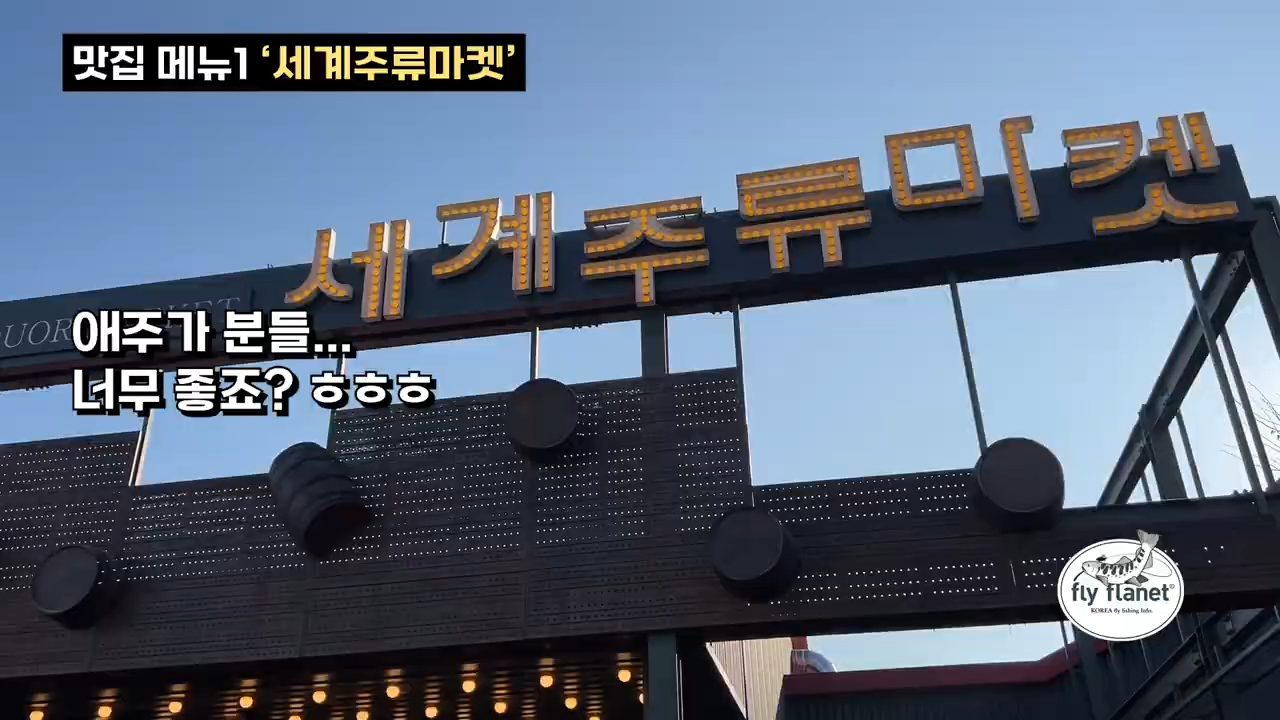 맛집 메뉴1 ‘세계주류마켓’
세계주류마켓
애주가 분들...
너무 좋죠? ㅎㅎㅎ
fly flanet
KOREA fly fishing Info.